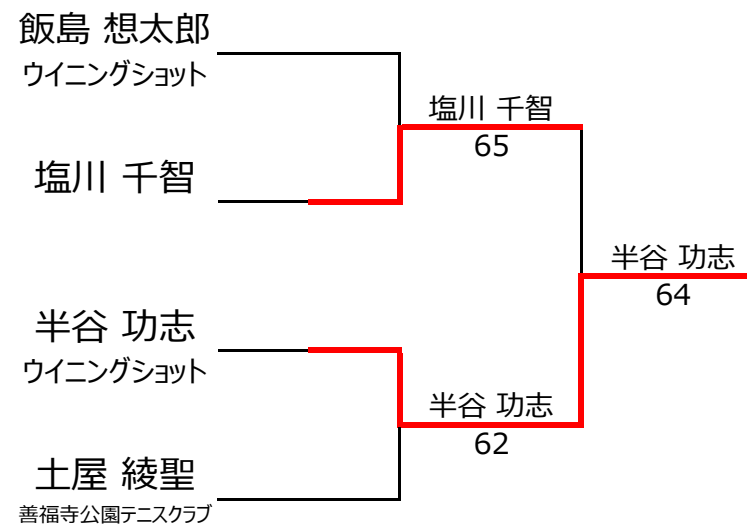 飯島 想太郎
ウイニングショット
塩川 千智
65
塩川 千智
半谷 功志
64
半谷 功志
ウイニングショット
半谷 功志
62
土屋 綾聖
善福寺公園テニスクラブ